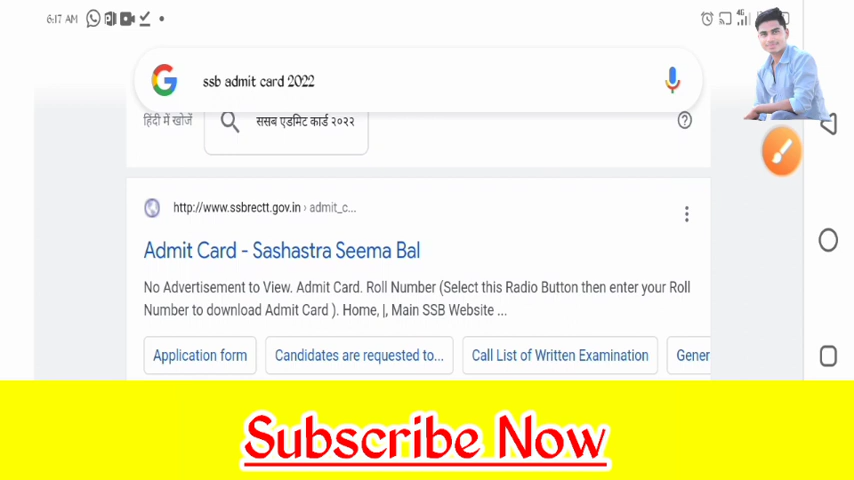 6:17 AM
4G
ssb admit card 2022
हिंदी में खोजें
ससब एडमिट कार्ड २०२२
http://www.ssbrectt.gov.in › admit_c...
Admit Card - Sashastra Seema Bal
No Advertisement to View. Admit Card. Roll Number (Select this Radio Button then enter your Roll
Number to download Admit Card ). Home, |, Main SSB Website ...
Application form
Candidates are requested to...
Call List of Written Examination
Gener
Subscribe Now